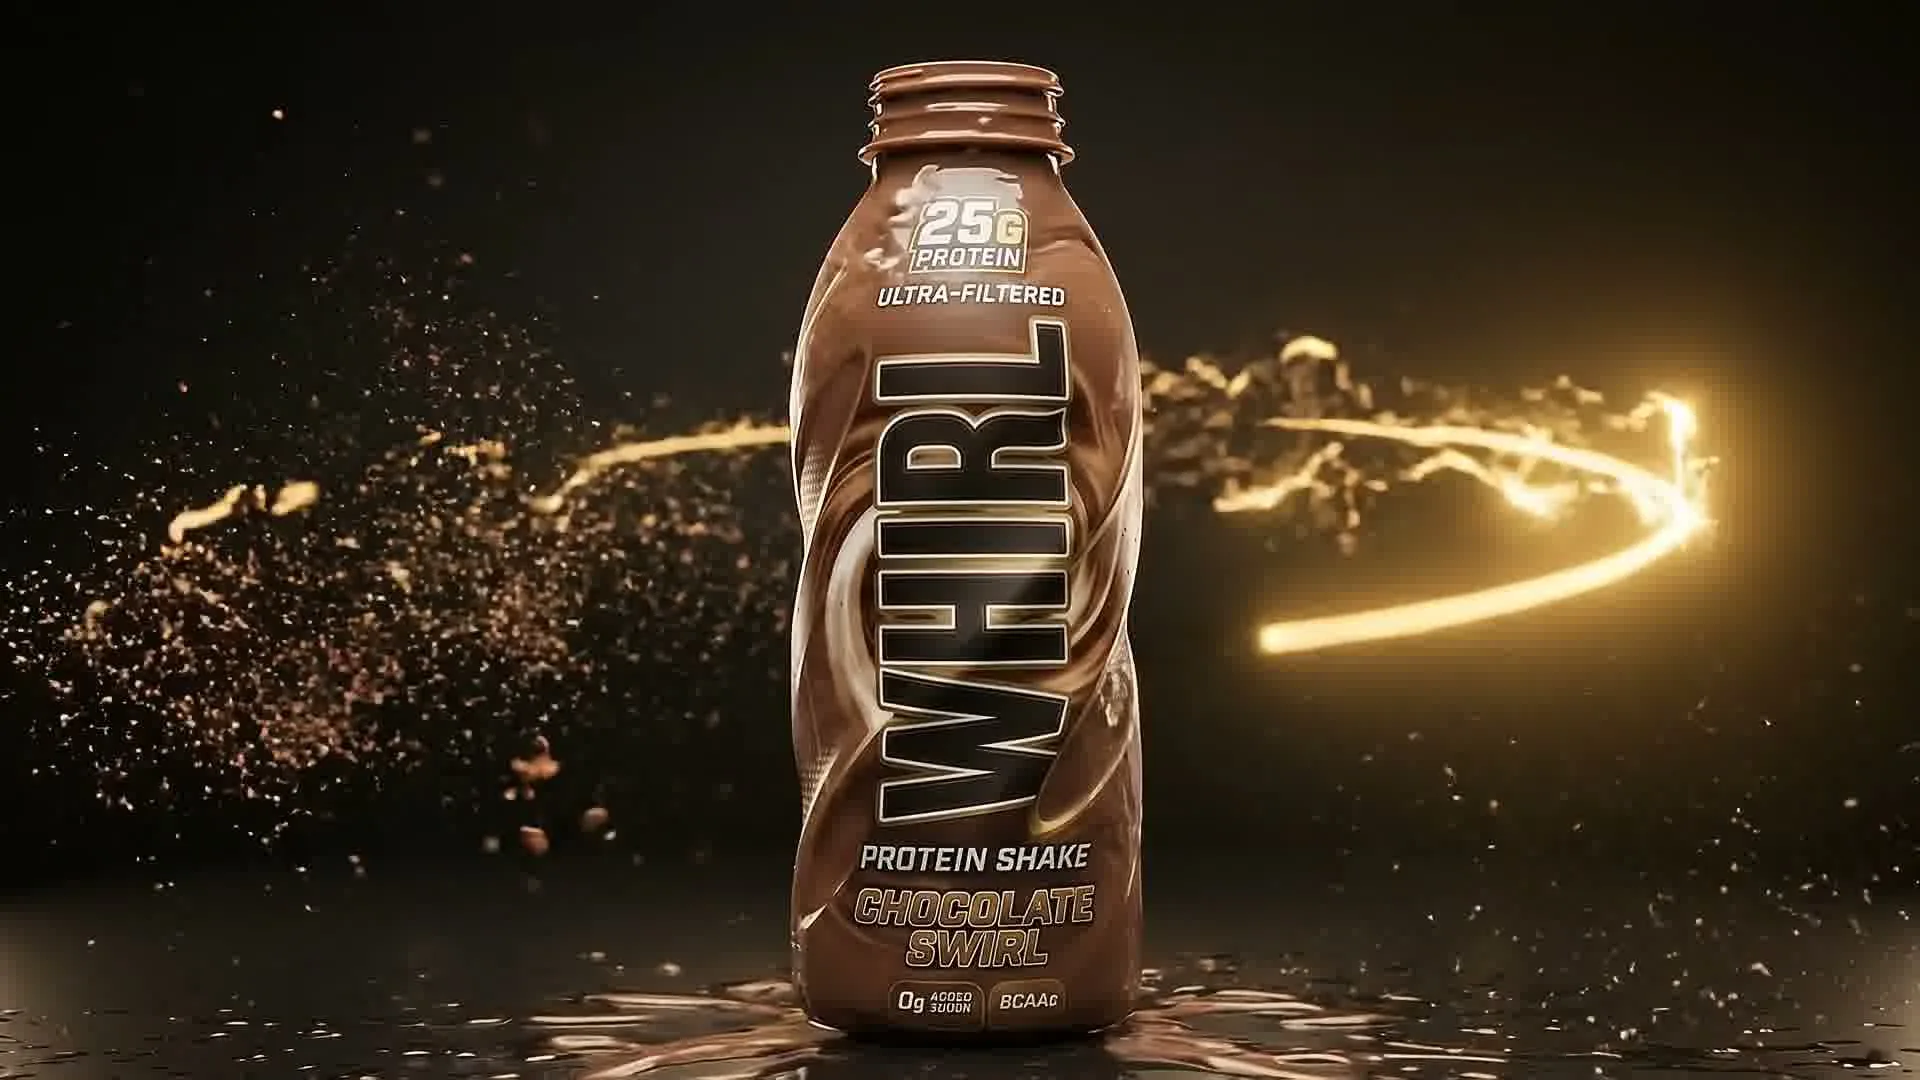 25G
PROTEIN
ULTRA-FILTERED
WHIRL
PROTEIN SHAKE
CHOCOLATE
SWIRL
0g
BCAAs